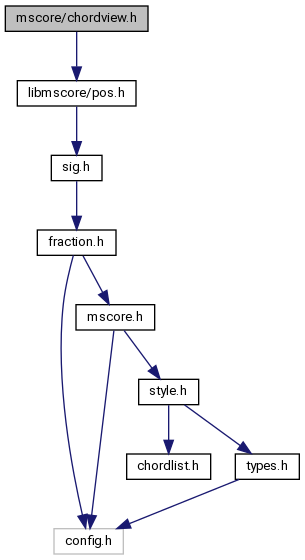 mscore/chordview.h
libmscore/pos.h
sig.h
fraction.h
mscore.h
style.h
chordlist.h
types.h
config.h